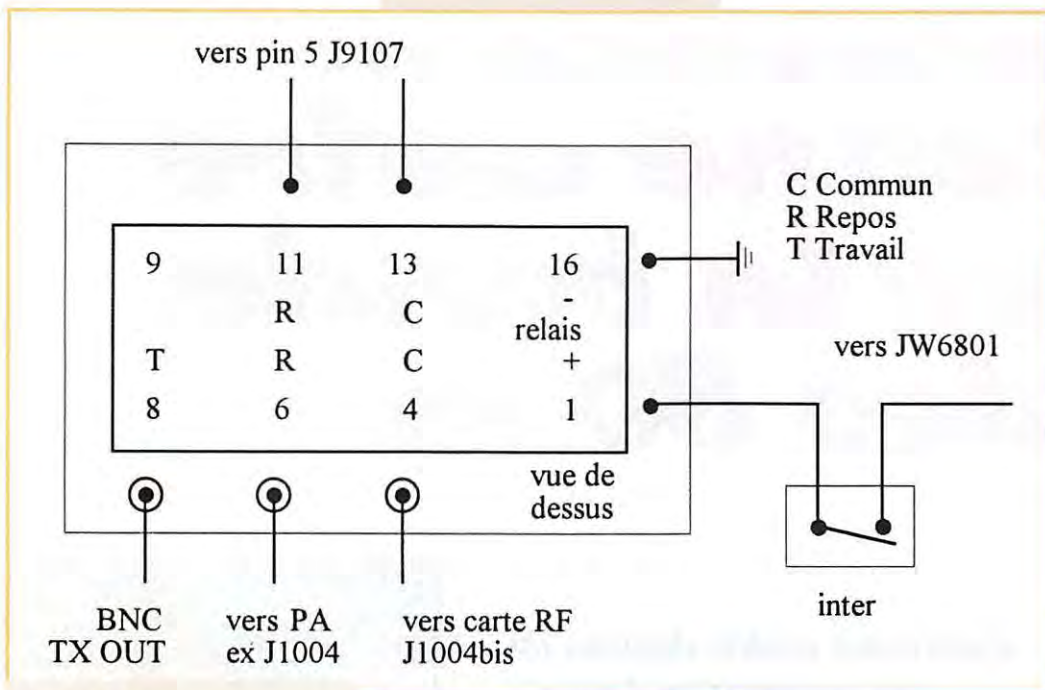 vers pin 5 J9107
C Commun
R Repos
T Travail
9 11 13 16
R C -
relais
T R C +
8 6 4 1
vers JW6801
vue de
dessus
inter
BNC
TX OUT
vers PA
ex J1004
vers carte RF
J1004bis